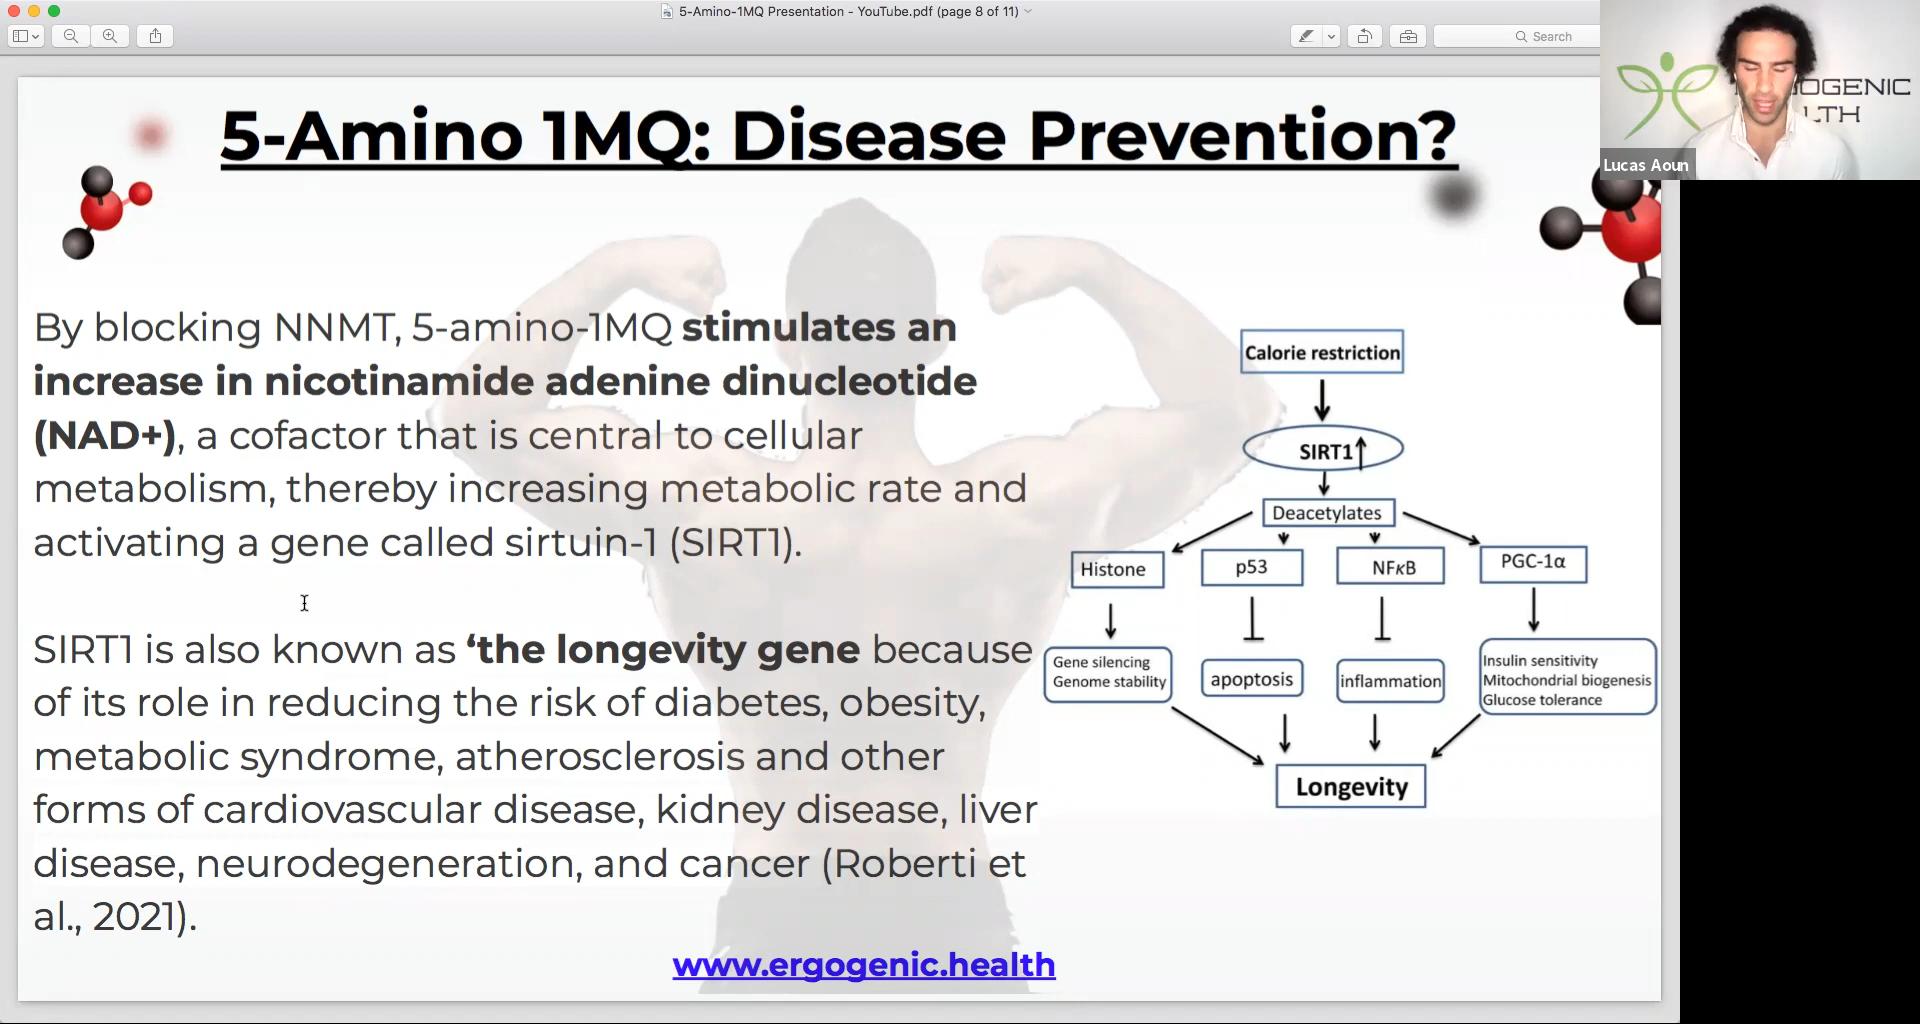 5-Amino-1MQ Presentation - YouTube.pdf (page 8 of 11)
Search
OGENIC
LTH
Lucas Aoun
5-Amino 1MQ: Disease Prevention?
By blocking NNMT, 5-amino-1MQ stimulates an
increase in nicotinamide adenine dinucleotide
(NAD+), a cofactor that is central to cellular
metabolism, thereby increasing metabolic rate and
activating a gene called sirtuin-1 (SIRT1).
SIRT1 is also known as ‘the longevity gene because
of its role in reducing the risk of diabetes, obesity,
metabolic syndrome, atherosclerosis and other
forms of cardiovascular disease, kidney disease, liver
disease, neurodegeneration, and cancer (Roberti et
al., 2021).
Calorie restriction
SIRT1
Deacetylates
Histone
p53
NFκB
PGC-1α
Gene silencing
Genome stability
apoptosis
inflammation
Insulin sensitivity
Mitochondrial biogenesis
Glucose tolerance
Longevity
www.ergogenic.health